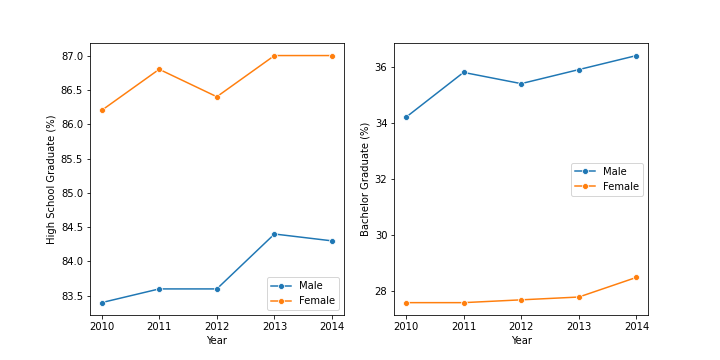 High School Graduate (%)
87.0
86.5
86.0
85.5
85.0
84.5
84.0
83.5
2010 2011 2012 2013 2014
Year
Male
Female
Bachelor Graduate (%)
36
34
32
30
28
2010 2011 2012 2013 2014
Year
Male
Female